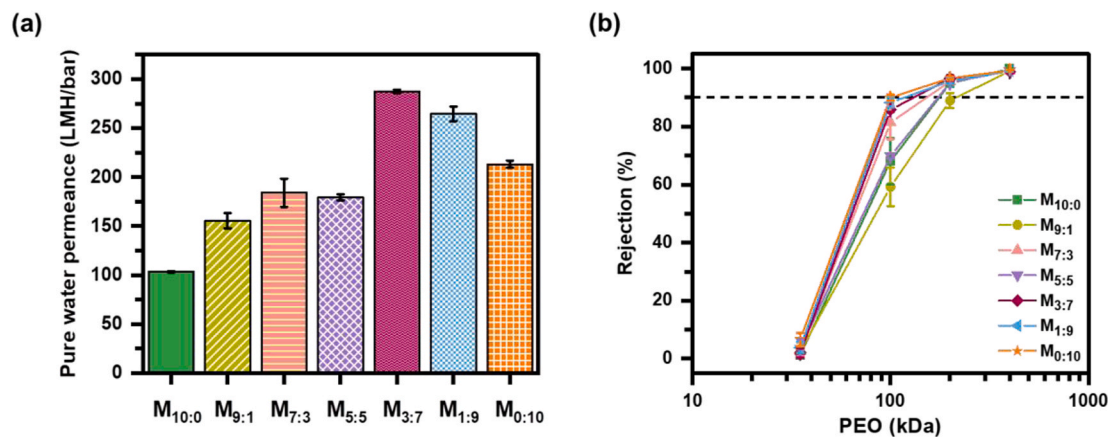 (a)
Pure water permeance (LMH/bar)
300
250
200
150
100
50
0
M10:0 M9:1 M7:3 M5:5 M3:7 M1:9 M0:10
(b)
Rejection (%)
100
80
60
40
20
0
M10:0
M9:1
M7:3
M5:5
M3:7
M1:9
M0:10
10 100 1000
PEO (kDa)